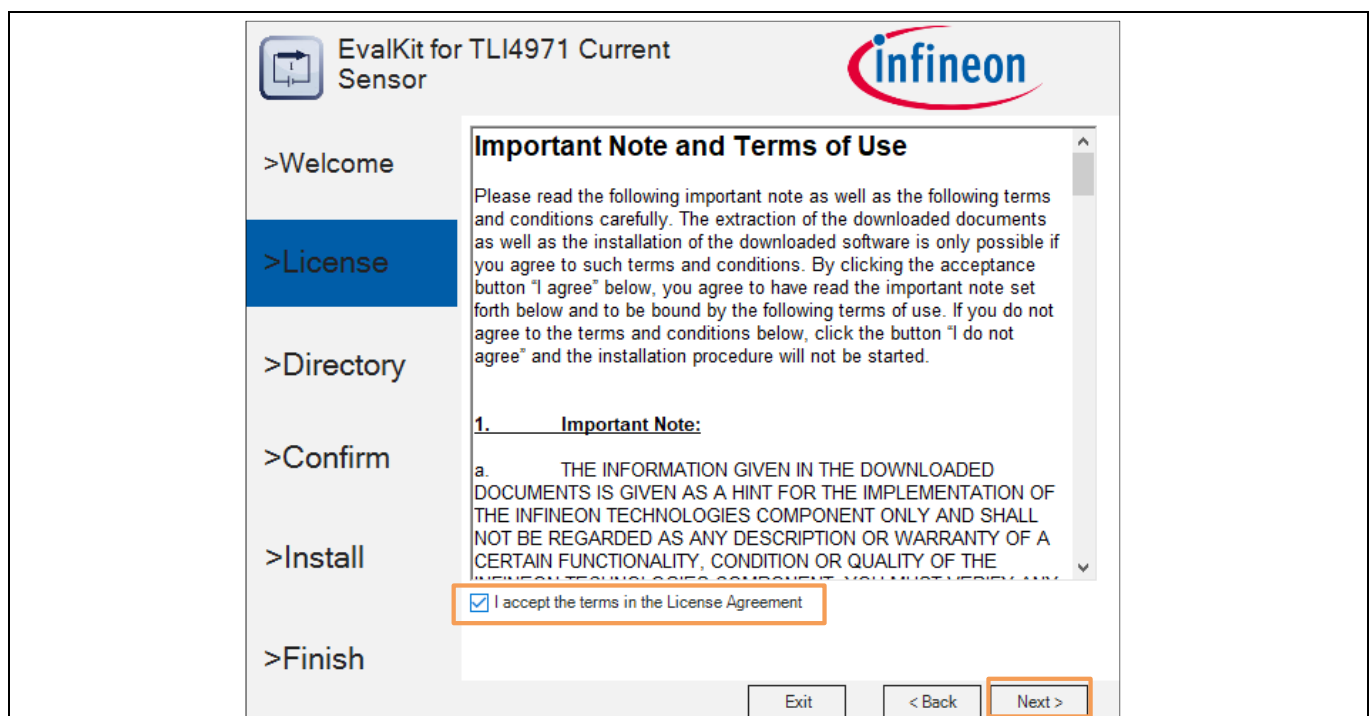 EvalKit for TLI4971 Current
Sensor
infineon
>Welcome
>License
>Directory
>Confirm
>Install
>Finish
Important Note and Terms of Use
Please read the following important note as well as the following terms
and conditions carefully. The extraction of the downloaded documents
as well as the installation of the downloaded software is only possible if
you agree to such terms and conditions. By clicking the acceptance
button “I agree” below, you agree to have read the important note set
forth below and to be bound by the following terms of use. If you do not
agree to the terms and conditions below, click the button “I do not
agree” and the installation procedure will not be started.
1. Important Note:
a. THE INFORMATION GIVEN IN THE DOWNLOADED
DOCUMENTS IS GIVEN AS A HINT FOR THE IMPLEMENTATION OF
THE INFINEON TECHNOLOGIES COMPONENT ONLY AND SHALL
NOT BE REGARDED AS ANY DESCRIPTION OR WARRANTY OF A
CERTAIN FUNCTIONALITY, CONDITION OR QUALITY OF THE
INFINEON TECHNOLOGIES COMPONENT. YOU MUST VERIFY ANY
I accept the terms in the License Agreement
Exit
< Back
Next >